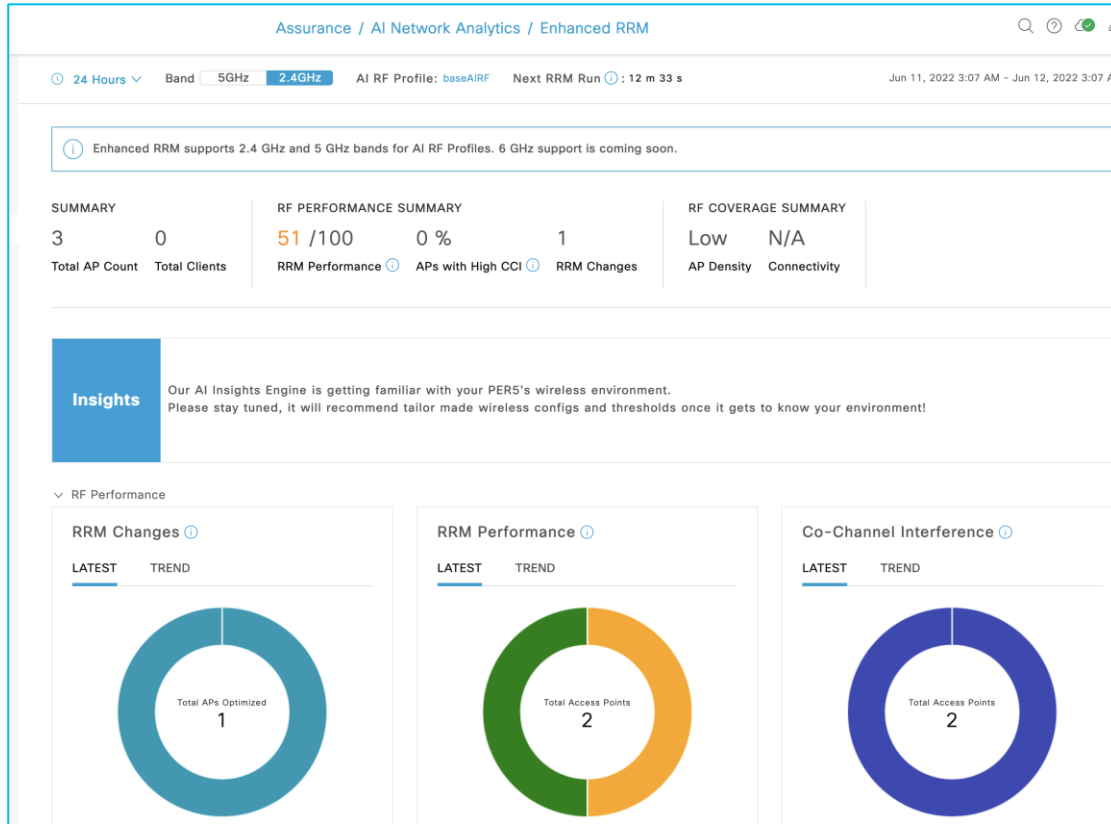 Assurance / AI Network Analytics / Enhanced RRM
24 Hours Band 5GHz 2.4GHz AI RF Profile: baseAIRF Next RRM Run : 12 m 33 s Jun 11, 2022 3:07 AM - Jun 12, 2022 3:07 A
Enhanced RRM supports 2.4 GHz and 5 GHz bands for AI RF Profiles. 6 GHz support is coming soon.
SUMMARY RF PERFORMANCE SUMMARY RF COVERAGE SUMMARY
3 0 51 /100 0 % 1 Low N/A
Total AP Count Total Clients RRM Performance APs with High CCI RRM Changes AP Density Connectivity
Insights
Our AI Insights Engine is getting familiar with your PER5's wireless environment.
Please stay tuned, it will recommend tailor made wireless configs and thresholds once it gets to know your environment!
RF Performance
RRM Changes RRM Performance Co-Channel Interference
LATEST TREND LATEST TREND LATEST TREND
Total APs Optimized Total Access Points Total Access Points
1 2 2